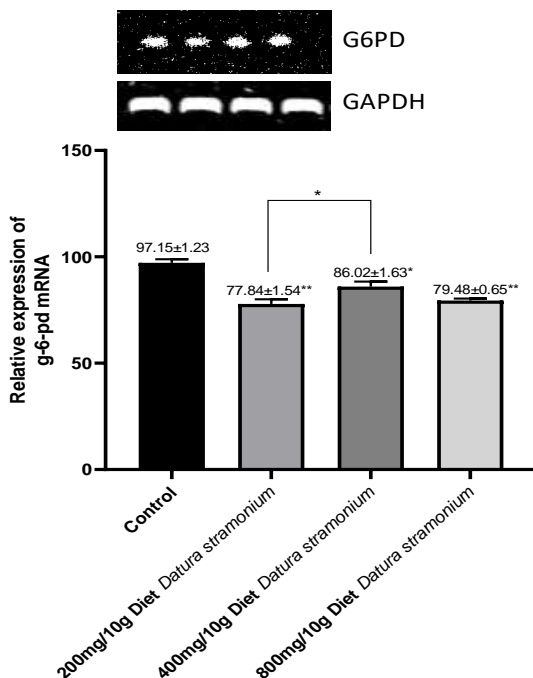 G6PD
GAPDH
Relative expression of
g-6-pd mRNA
150
100
50
0
*
97.15±1.23
77.84±1.54**
86.02±1.63*
79.48±0.65**
Control
200mg/10g Diet Datura stramonium
400mg/10g Diet Datura stramonium
800mg/10g Diet Datura stramonium